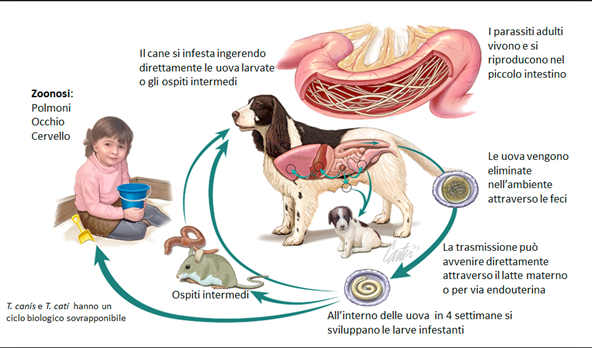 I parassiti adulti
vivono e si
riproducono nel
piccolo intestino
Il cane si infesta ingerendo
direttamente le uova larvate
o gli ospiti intermedi
Zoonosi:
Polmoni
Occhio
Cervello
Le uova vengono
eliminate
nell'ambiente
attraverso le feci
La trasmissione può
avvenire direttamente
attraverso il latte materno
o per via endouterina
Ospiti intermedi
T. canis e T. cati hanno un
ciclo biologico sovrapponibile
All'interno delle uova in 4 settimane si
sviluppano le larve infestanti